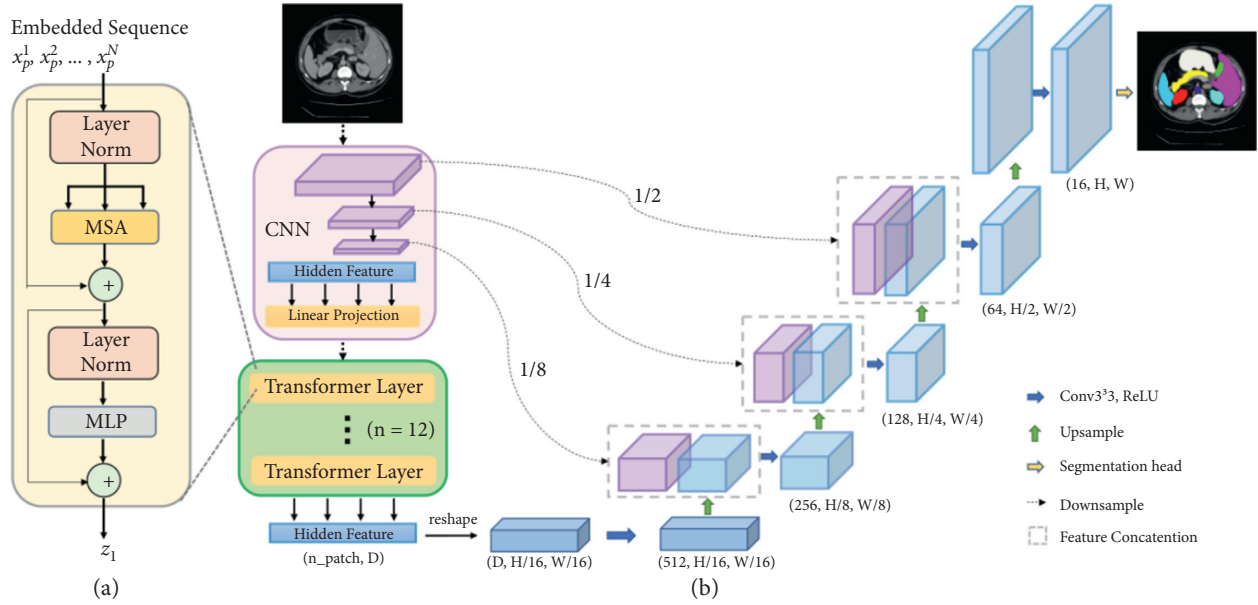 Embedded Sequence
x_p^1, x_p^2, ... , x_p^N
Layer
Norm
MSA
+
Layer
Norm
MLP
+
z_1
(a)
CNN
Hidden Feature
Linear Projection
Transformer Layer
(n = 12)
Transformer Layer
Hidden Feature
(n_patch, D)
reshape
(D, H/16, W/16)
(512, H/16, W/16)
(b)
1/2
1/4
1/8
(256, H/8, W/8)
(128, H/4, W/4)
(64, H/2, W/2)
(16, H, W)
Conv3³3, ReLU
Upsample
Segmentation head
Downsample
Feature Concatention